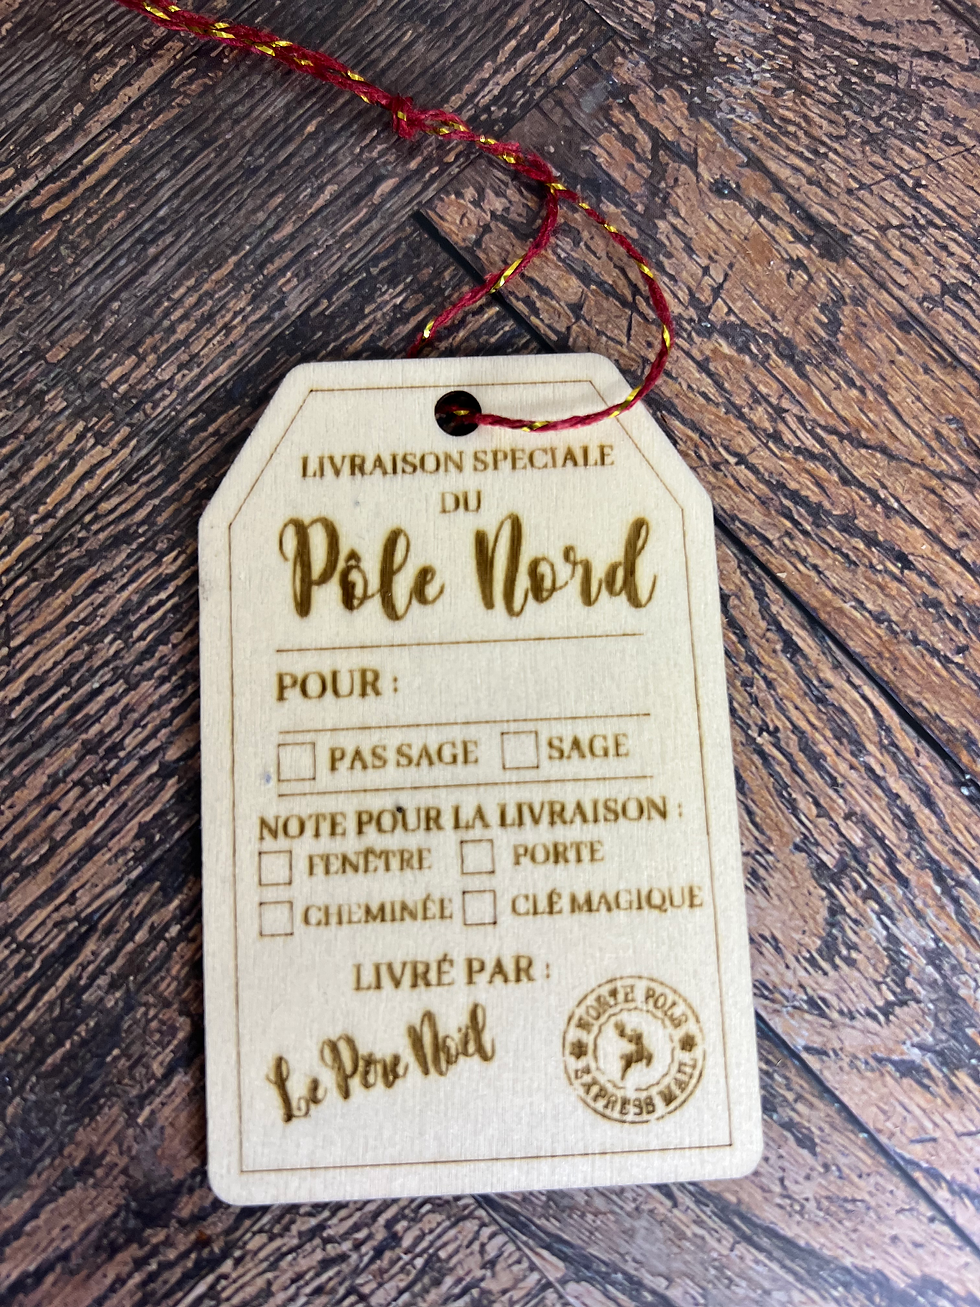 LIVRAISON SPECIALE
DU
Pôle Nord
POUR :
PAS SAGE SAGE
NOTE POUR LA LIVRAISON :
FENÊTRE PORTE
CHEMINÉE CLÉ MAGIQUE
LIVRÉ PAR :
Le Père Noël
NORTH POLE
EXPRESS MAIL